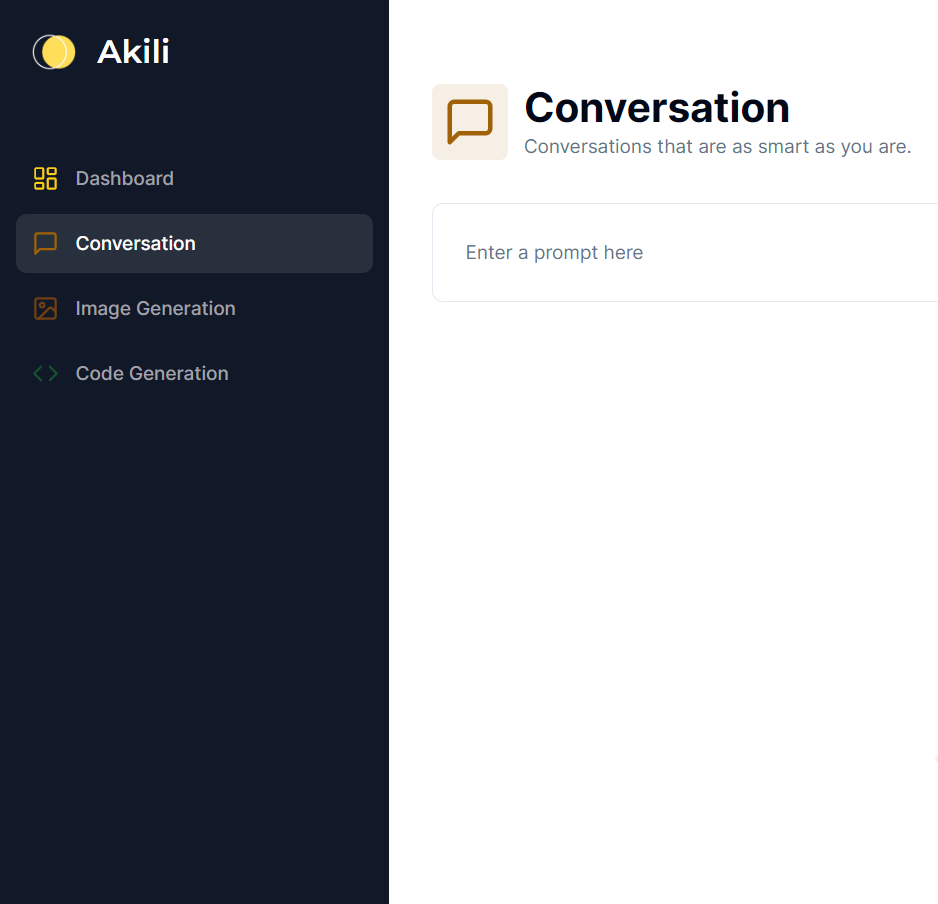 Akili
Dashboard
Conversation
Image Generation
Code Generation
Conversation
Conversations that are as smart as you are.
Enter a prompt here